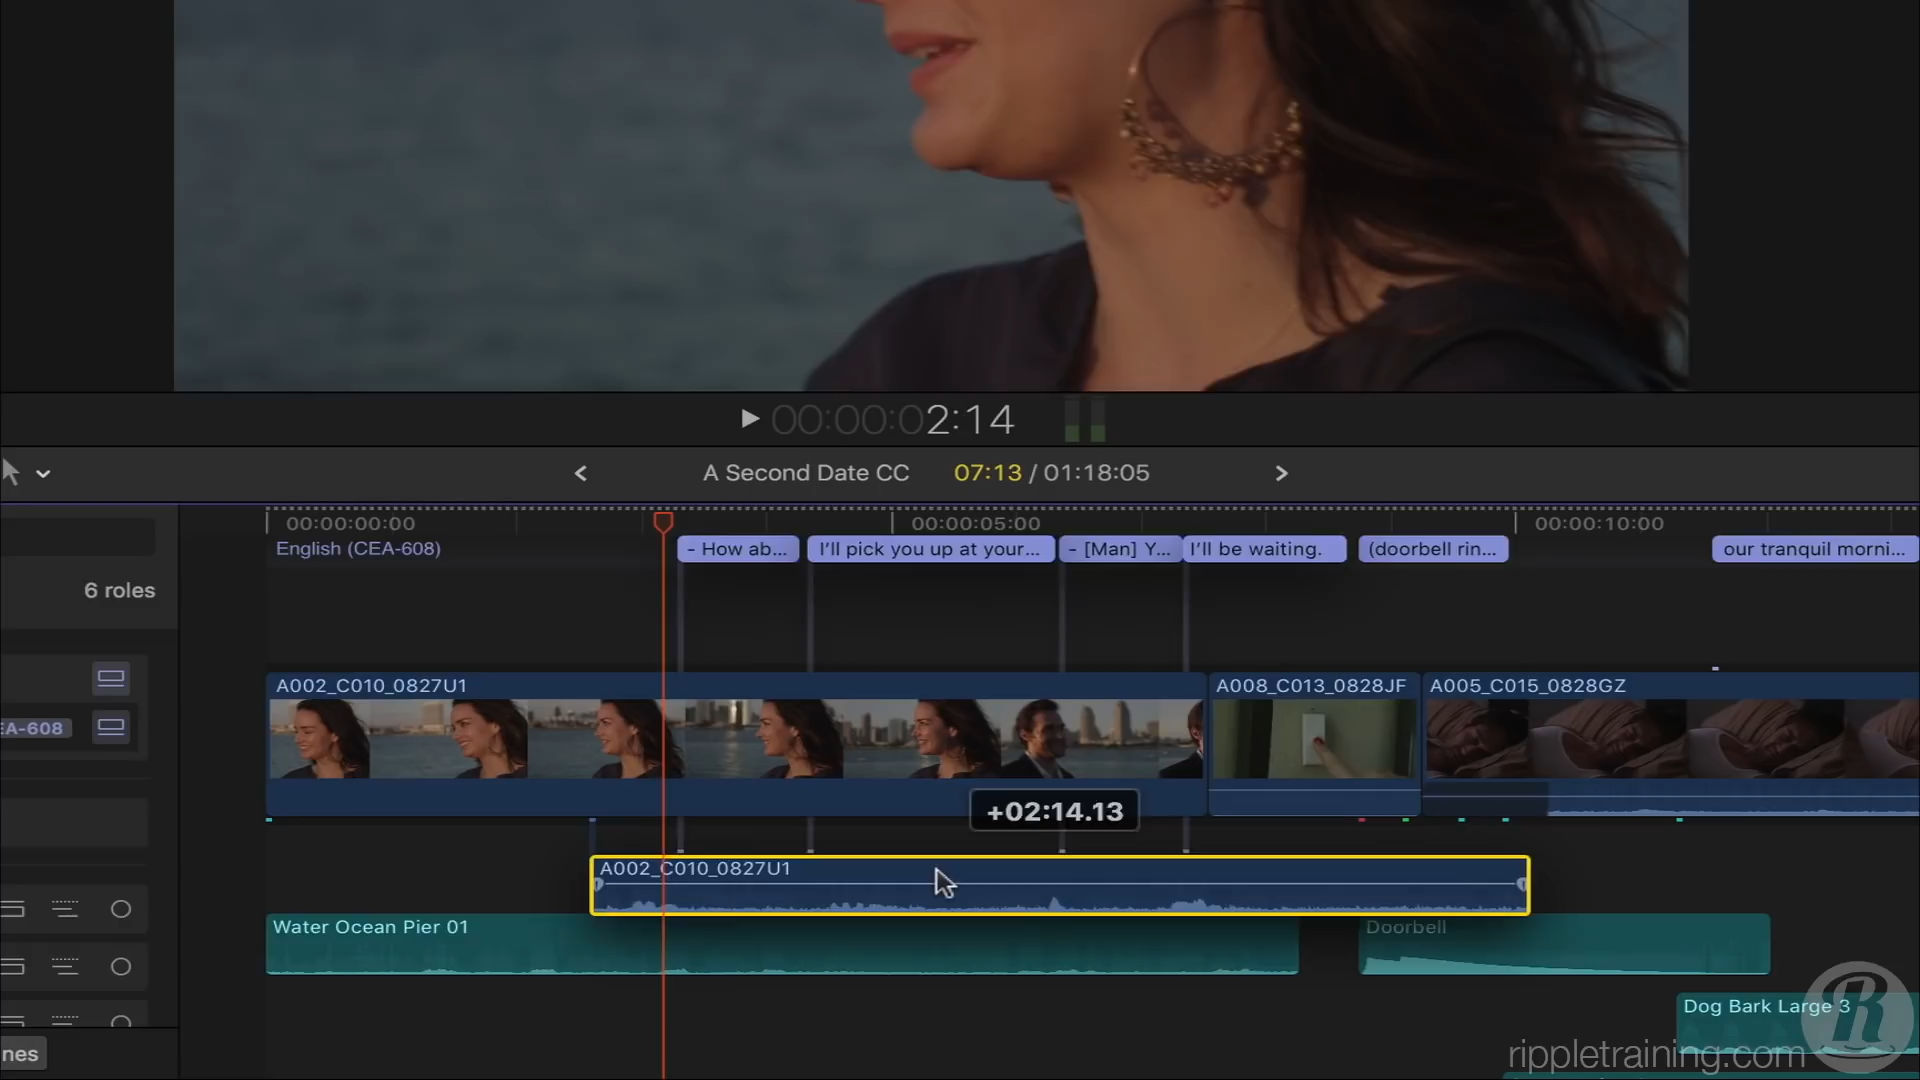 00:00:02:14
A Second Date CC 07:13 / 01:18:05
00:00:00:00 00:00:05:00 00:00:10:00
English (CEA-608) - How ab... I'll pick you up at your... - [Man] Y... I'll be waiting. (doorbell rin... our tranquil morni...
6 roles
A002_C010_0827U1 A008_C013_0828JF A005_C015_0828GZ
EA-608
+02:14.13
A002_C010_0827U1
Water Ocean Pier 01 Doorbell
Dog Bark Large 3
R
nes
rippletraining.com